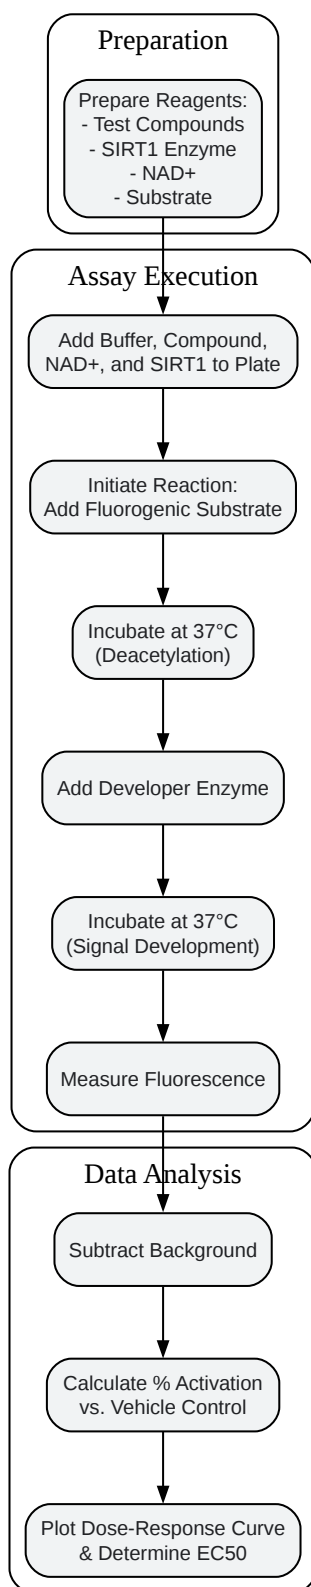 Preparation
Prepare Reagents:
- Test Compounds
- SIRT1 Enzyme
- NAD+
- Substrate
Assay Execution
Add Buffer, Compound,
NAD+, and SIRT1 to Plate
Initiate Reaction:
Add Fluorogenic Substrate
Incubate at 37°C
(Deacetylation)
Add Developer Enzyme
Incubate at 37°C
(Signal Development)
Measure Fluorescence
Data Analysis
Subtract Background
Calculate % Activation
vs. Vehicle Control
Plot Dose-Response Curve
& Determine EC50